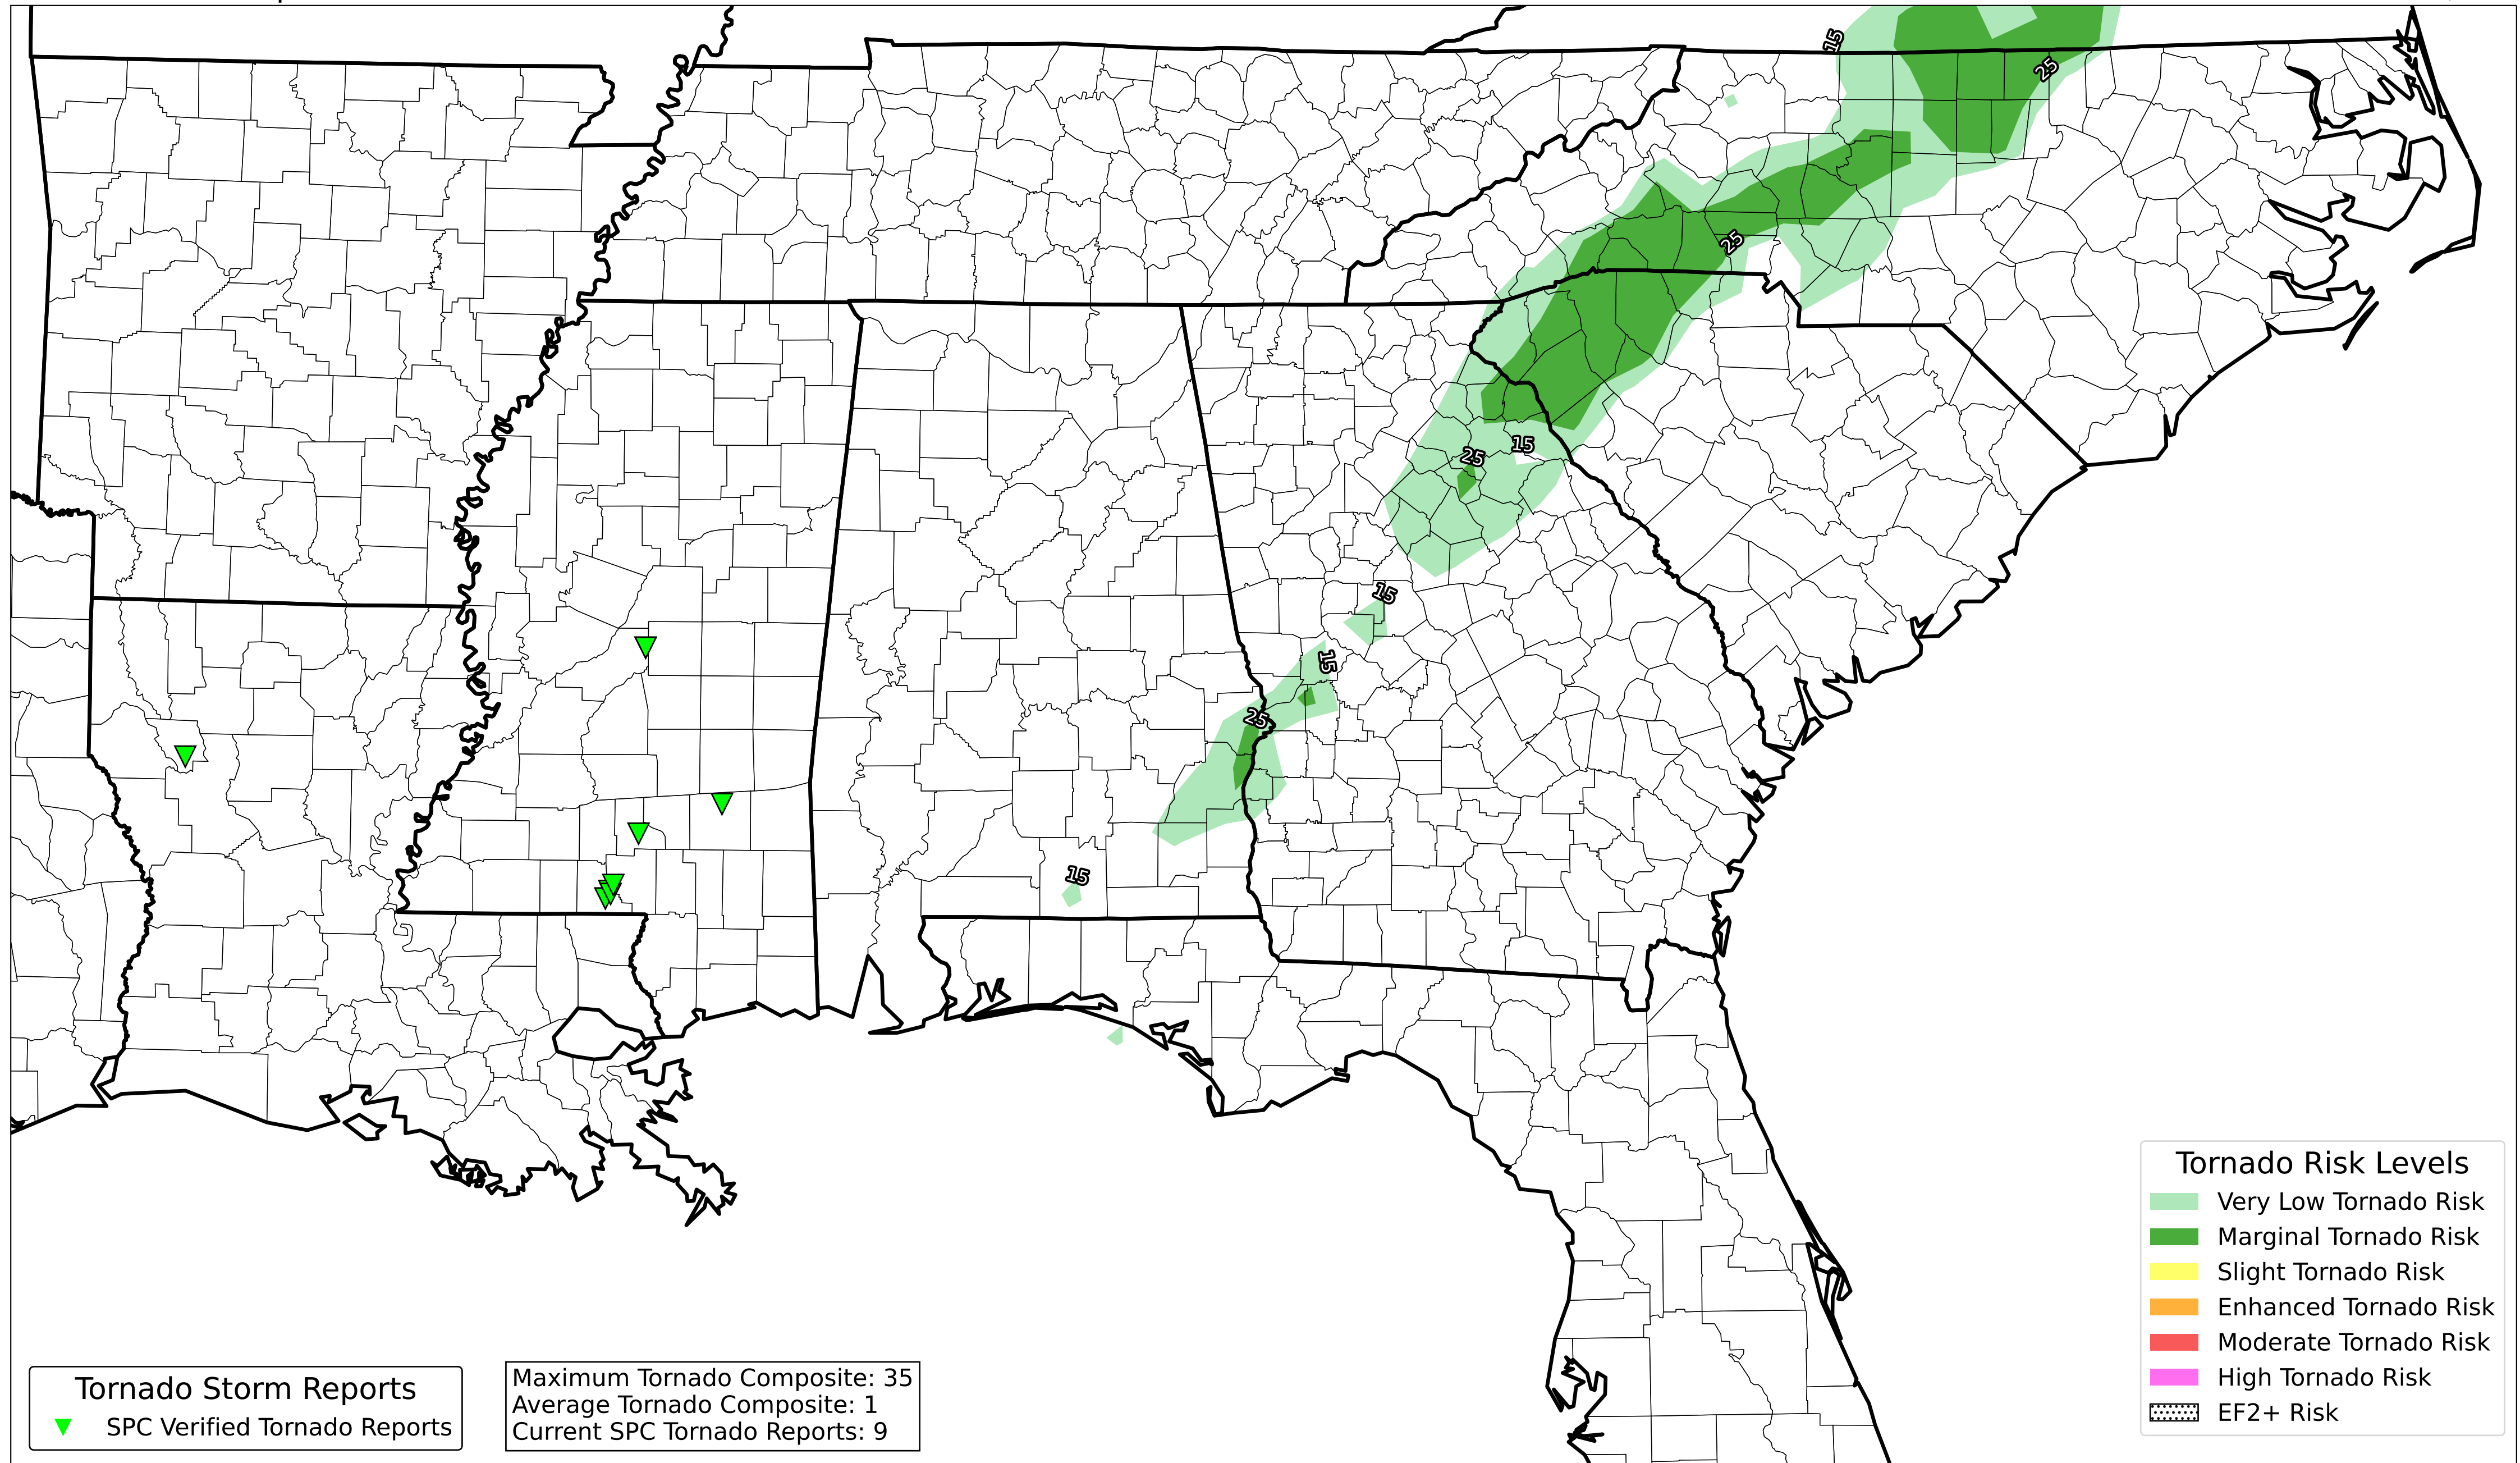 15
25
25
15
25
15
15
25
15
Tornado Risk Levels
Very Low Tornado Risk
Marginal Tornado Risk
Slight Tornado Risk
Enhanced Tornado Risk
Moderate Tornado Risk
High Tornado Risk
EF2+ Risk
Tornado Storm Reports
SPC Verified Tornado Reports
Maximum Tornado Composite: 35
Average Tornado Composite: 1
Current SPC Tornado Reports: 9